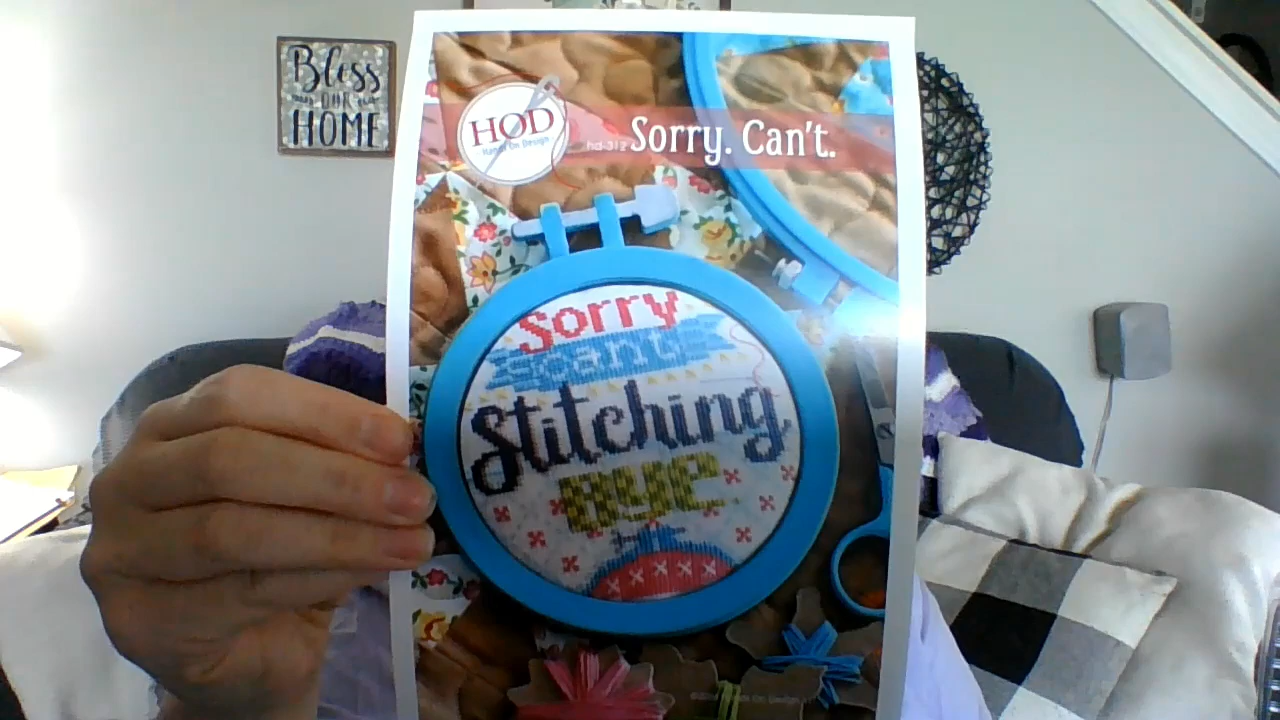 Bless
OUR
HOME
HOD
Hands On Design
hd-312 Sorry. Can't.
Sorry
can't
Stitching
BYE